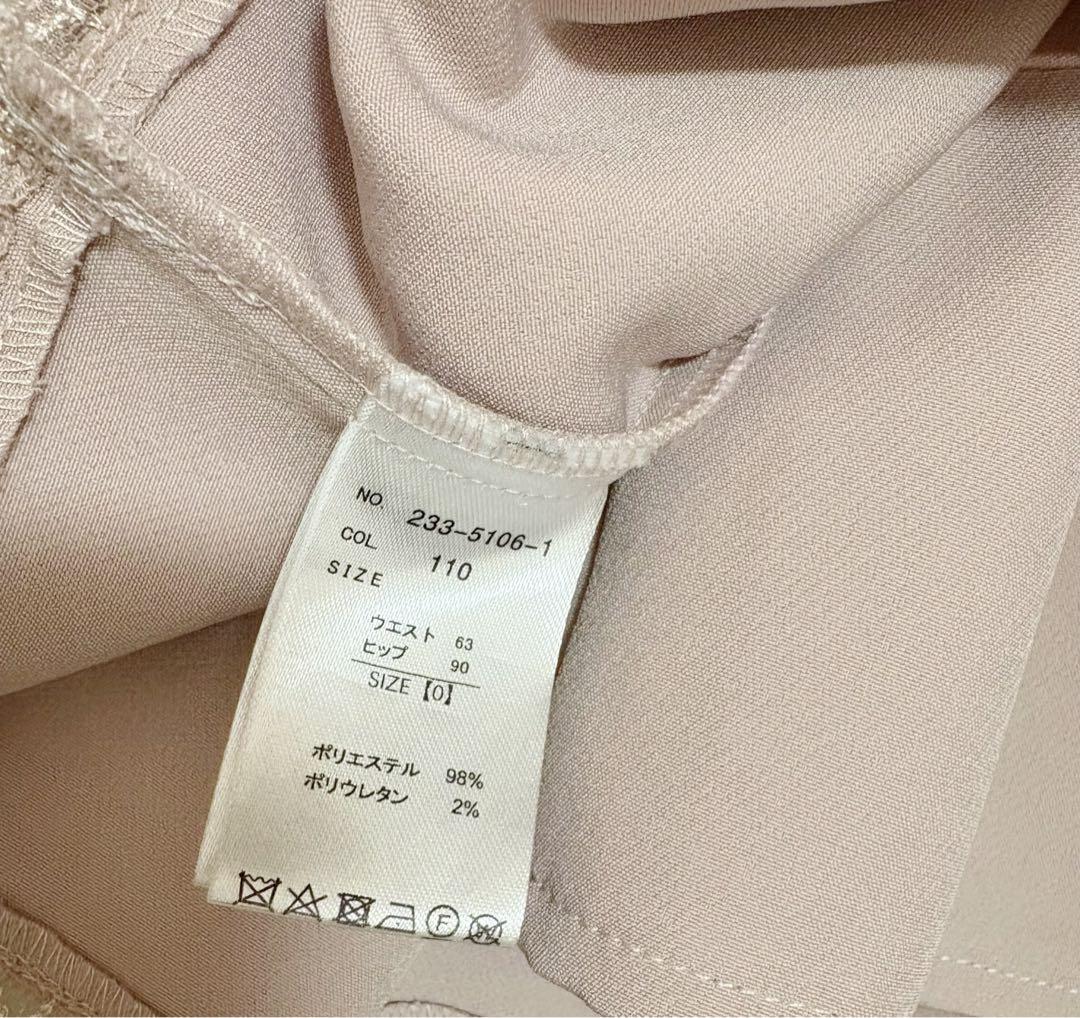 NO. 233-5106-1
COL. 110
SIZE
ウエスト 63
ヒップ 90
SIZE【0】
ポリエステル 98%
ポリウレタン 2%
F
W